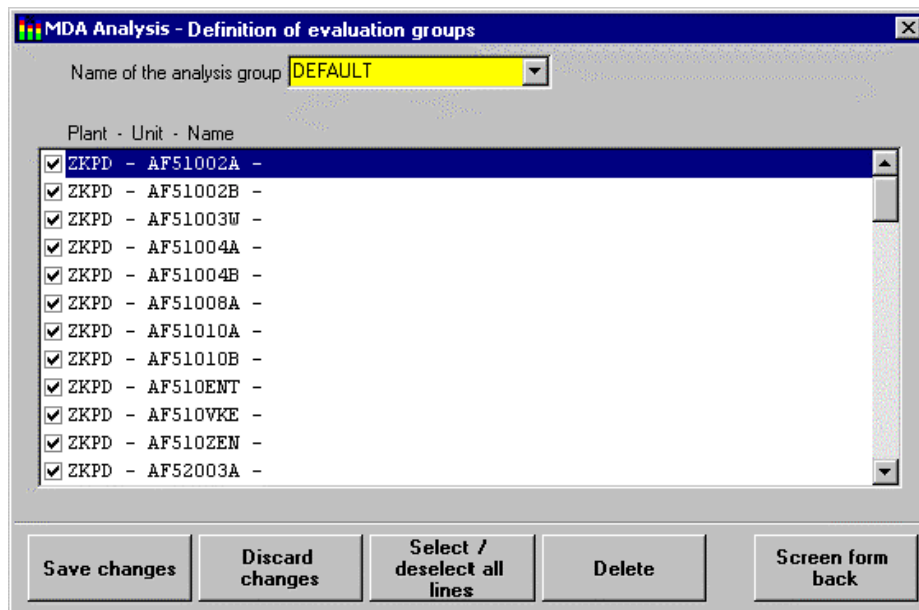 MDA Analysis - Definition of evaluation groups
Name of the analysis group DEFAULT
Plant - Unit - Name
ZKPD - AF51002A -
ZKPD - AF51002B -
ZKPD - AF51003W -
ZKPD - AF51004A -
ZKPD - AF51004B -
ZKPD - AF51008A -
ZKPD - AF51010A -
ZKPD - AF51010B -
ZKPD - AF510ENT -
ZKPD - AF510VKE -
ZKPD - AF510ZEN -
ZKPD - AF52003A -
Save changes
Discard
changes
Select /
deselect all
lines
Delete
Screen form
back